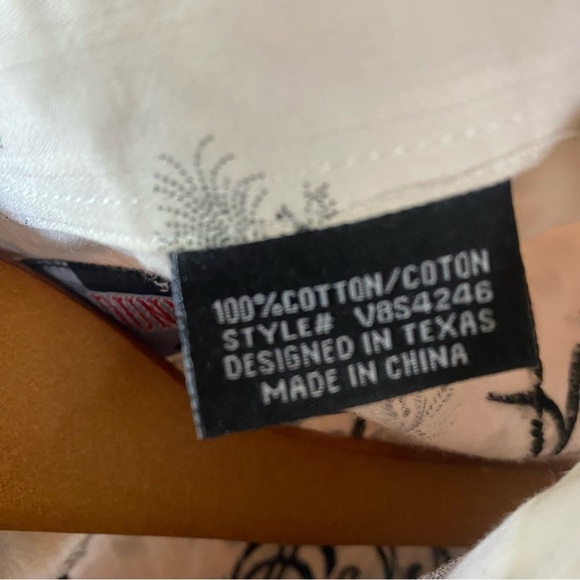 100%COTTON/COTON
STYLE# V8S4246
DESIGNED IN TEXAS
MADE IN CHINA